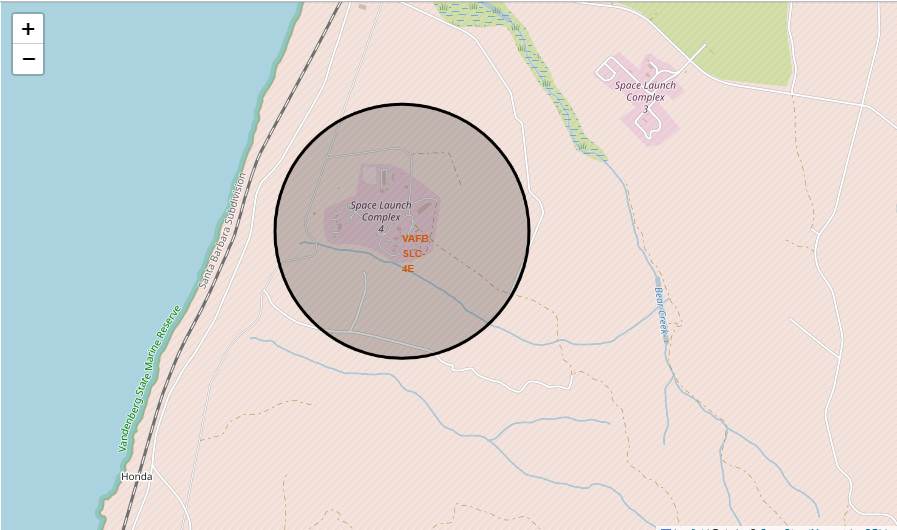 +
−
Space Launch
Complex
3
Space Launch
Complex
4
VAFB
SLC-
4E
Santa Barbara Subdivision
Bear Creek
Vandenberg State Marine Reserve
Honda